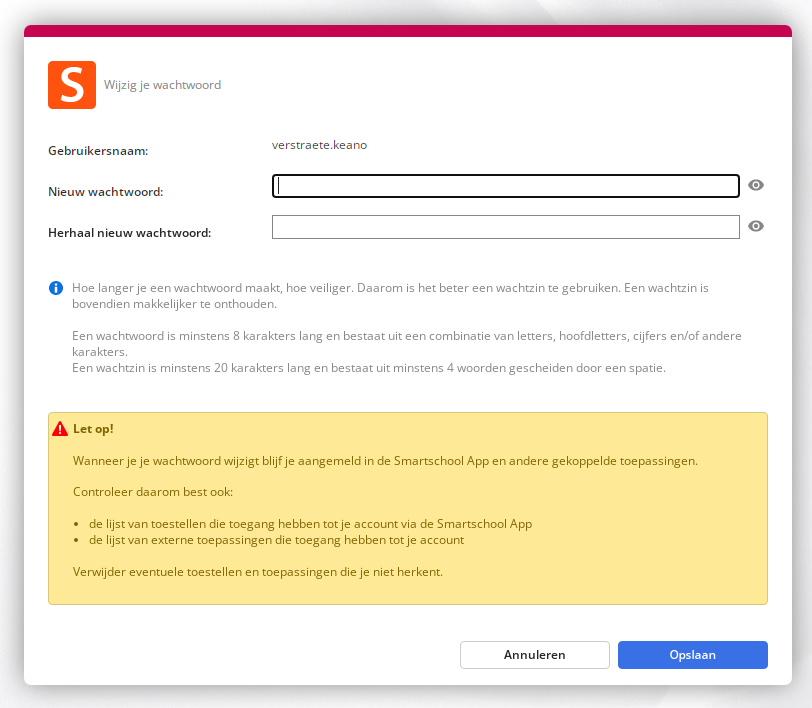 S
Wijzig je wachtwoord
Gebruikersnaam:
verstraete.keano
Nieuw wachtwoord:
Herhaal nieuw wachtwoord:
Hoe langer je een wachtwoord maakt, hoe veiliger. Daarom is het beter een wachtzin te gebruiken. Een wachtzin is
bovendien makkelijker te onthouden.
Een wachtwoord is minstens 8 karakters lang en bestaat uit een combinatie van letters, hoofdletters, cijfers en/of andere
karakters.
Een wachtzin is minstens 20 karakters lang en bestaat uit minstens 4 woorden gescheiden door een spatie.
Let op!
Wanneer je je wachtwoord wijzigt blijf je aangemeld in de Smartschool App en andere gekoppelde toepassingen.
Controleer daarom best ook:
• de lijst van toestellen die toegang hebben tot je account via de Smartschool App
• de lijst van externe toepassingen die toegang hebben tot je account
Verwijder eventuele toestellen en toepassingen die je niet herkent.
Annuleren
Opslaan